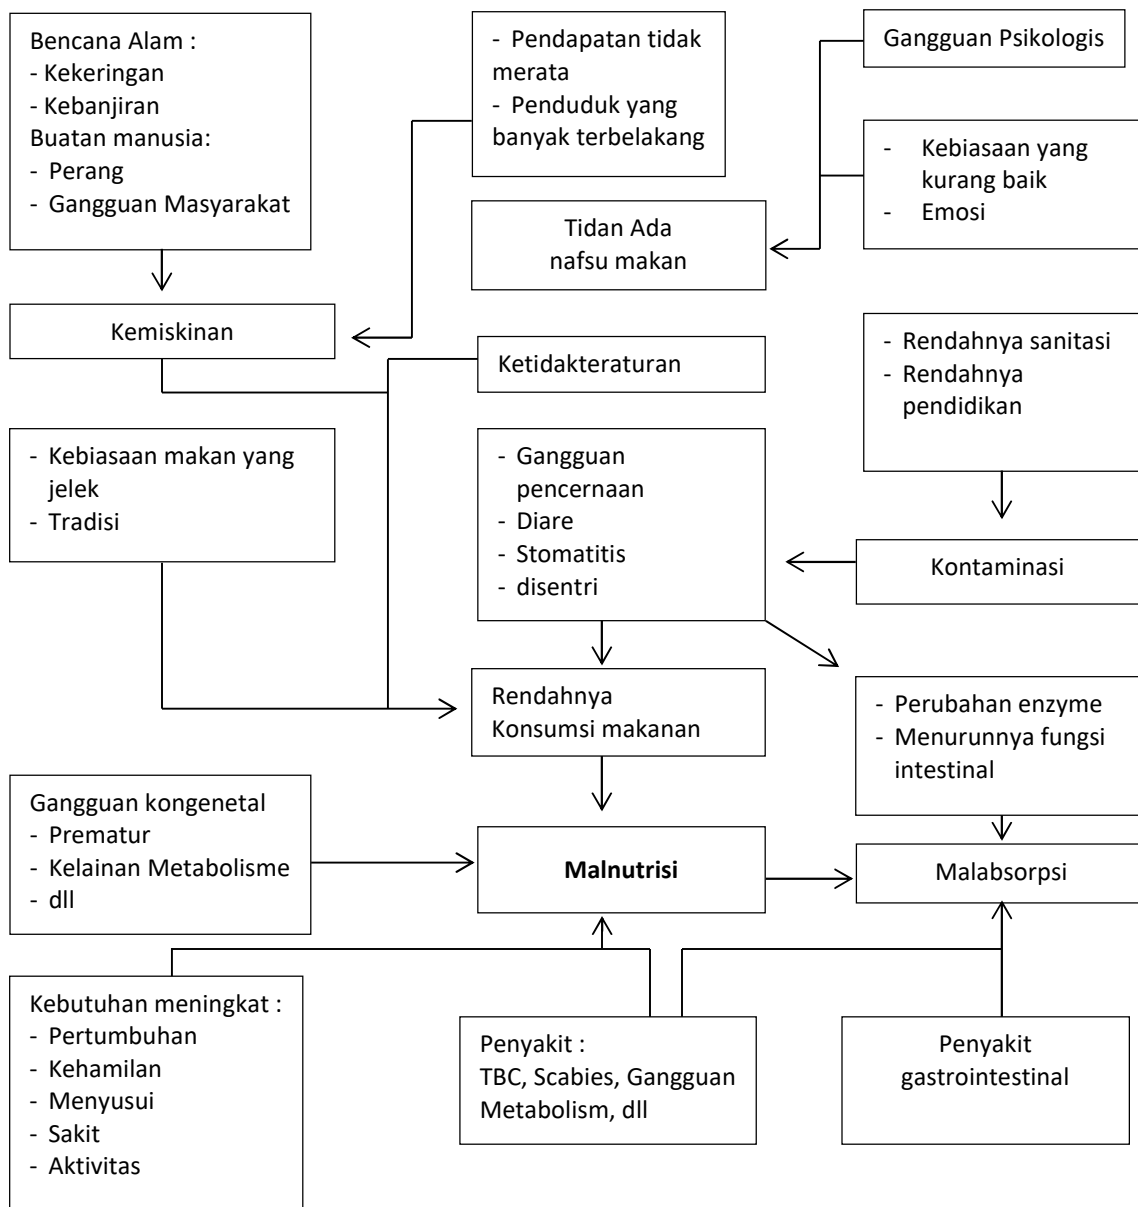 Bencana Alam :
- Kekeringan
- Kebanjiran
Buatan manusia:
- Perang
- Gangguan Masyarakat
- Pendapatan tidak
merata
- Penduduk yang
banyak terbelakang
Gangguan Psikologis
- Kebiasaan yang
kurang baik
- Emosi
Tidan Ada
nafsu makan
Kemiskinan
Ketidakteraturan
- Rendahnya sanitasi
- Rendahnya
pendidikan
- Kebiasaan makan yang
jelek
- Tradisi
- Gangguan
pencernaan
- Diare
- Stomatitis
- disentri
Kontaminasi
Rendahnya
Konsumsi makanan
- Perubahan enzyme
- Menurunnya fungsi
intestinal
Gangguan kongenetal
- Prematur
- Kelainan Metabolisme
- dll
Malnutrisi
Malabsorpsi
Kebutuhan meningkat :
- Pertumbuhan
- Kehamilan
- Menyusui
- Sakit
- Aktivitas
Penyakit :
TBC, Scabies, Gangguan
Metabolism, dll
Penyakit
gastrointestinal